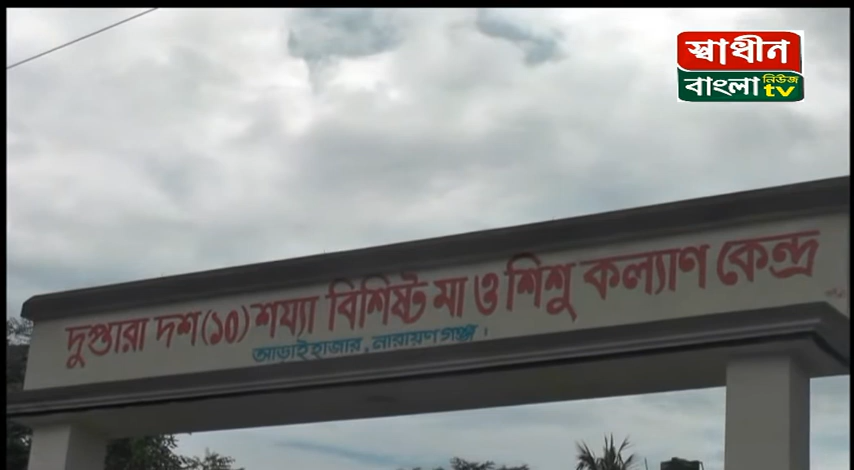 স্বাধীন
বাংলা নিউজ tv
দুপ্তারা দশ(১০) শয্যা বিশিষ্ট মা ও শিশু কল্যাণ কেন্দ্র
আড়াইহাজার, নারায়ণগঞ্জ।